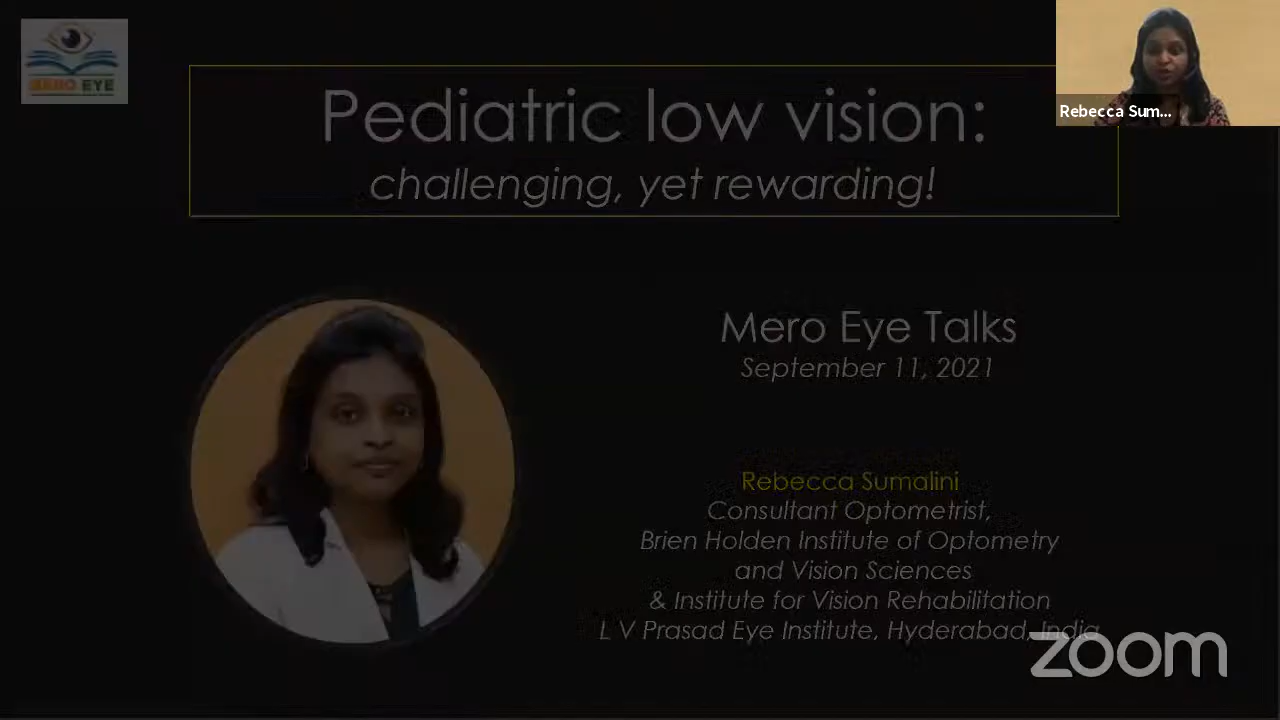 MERO EYE
Pediatric low vision:
challenging, yet rewarding!
Rebecca Sum...
Mero Eye Talks
September 11, 2021
Rebecca Sumalini
Consultant Optometrist,
Brien Holden Institute of Optometry
and Vision Sciences
& Institute for Vision Rehabilitation
L V Prasad Eye Institute, Hyderabad, India
zoom